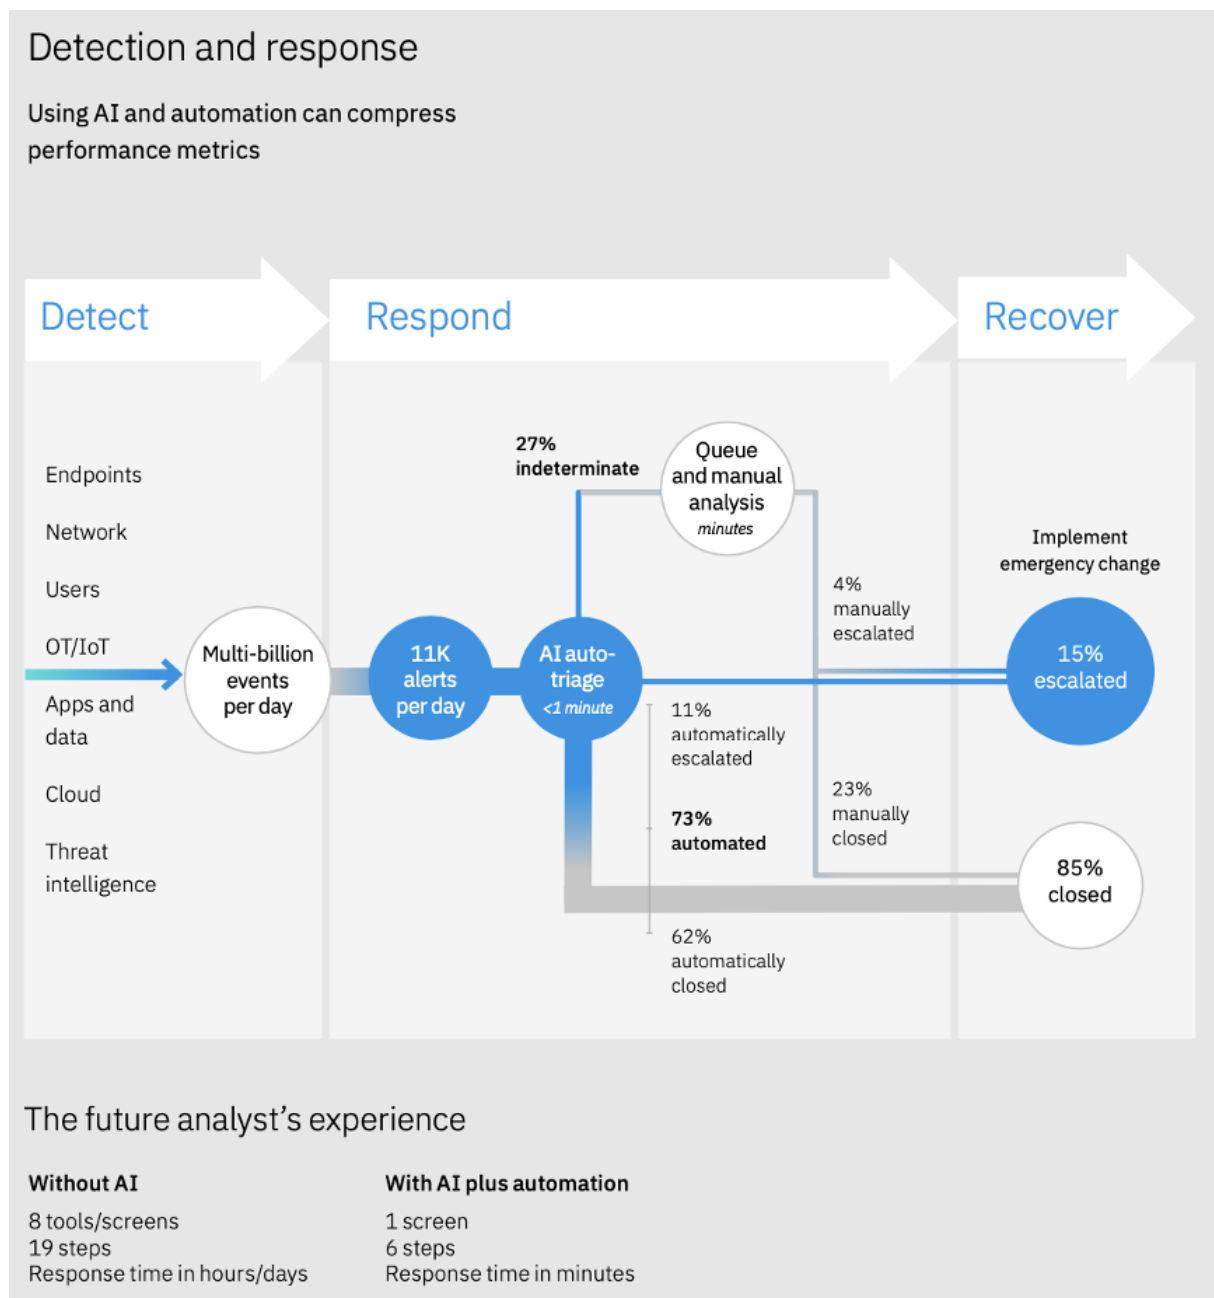 Detection and response
Using AI and automation can compress
performance metrics
Detect
Respond
Recover
Endpoints
Network
Users
OT/IoT
Apps and
data
Cloud
Threat
intelligence
Multi-billion
events
per day
11K
alerts
per day
AI auto-
triage
<1 minute
27%
indeterminate
Queue
and manual
analysis
minutes
4%
manually
escalated
11%
automatically
escalated
73%
automated
62%
automatically
closed
23%
manually
closed
Implement
emergency change
15%
escalated
85%
closed
The future analyst’s experience
Without AI
8 tools/screens
19 steps
Response time in hours/days
With AI plus automation
1 screen
6 steps
Response time in minutes